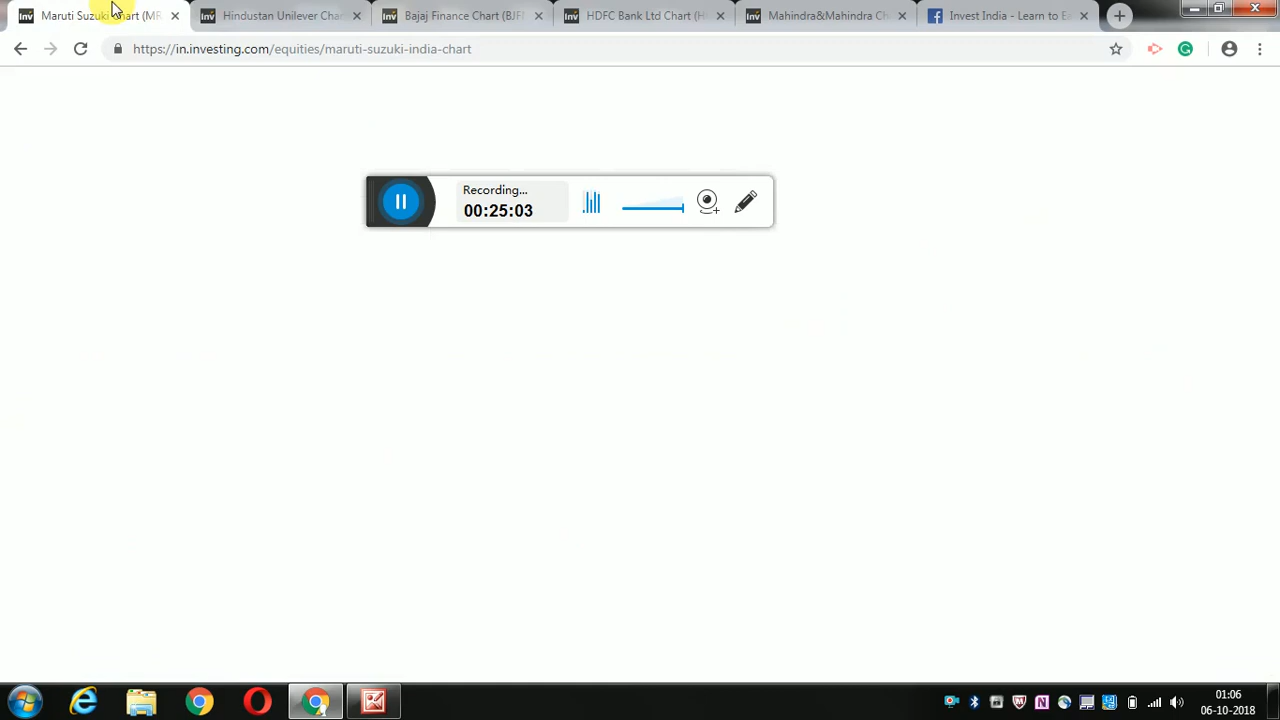 Maruti Suzuki Chart (MR
Hindustan Unilever Cha
Bajaj Finance Chart (BJF
HDFC Bank Ltd Chart (H
Mahindra&Mahindra Ch
Invest India - Learn to Ea
https://in.investing.com/equities/maruti-suzuki-india-chart
Recording...
00:25:03
01:06
06-10-2018